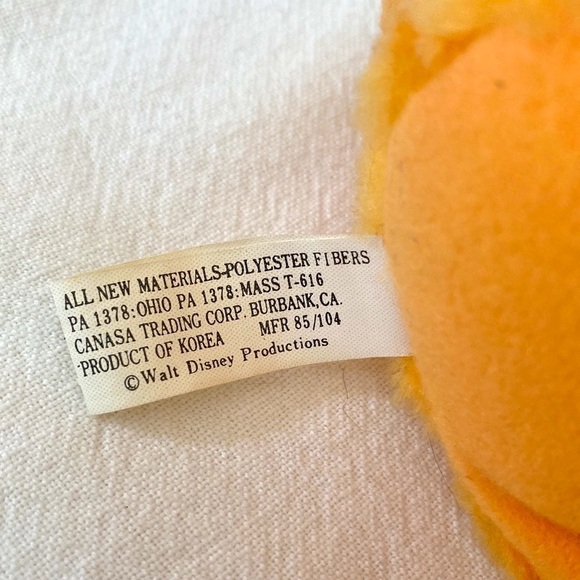 ALL NEW MATERIALS-POLYESTER FIBERS
PA 1378:OHIO PA 1378:MASS T-616
CANASA TRADING CORP. BURBANK,CA.
PRODUCT OF KOREA MFR 85/104
©Walt Disney Productions